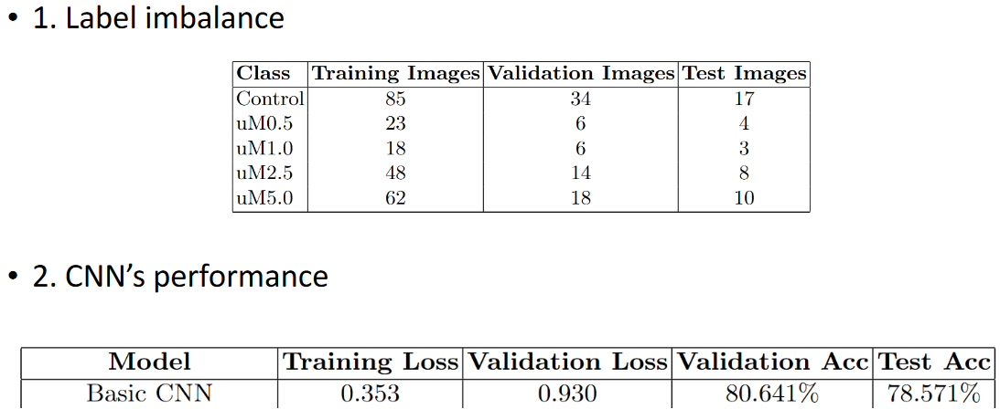 • 1. Label imbalance
Class Training Images Validation Images Test Images
Control 85 34 17
uM0.5 23 6 4
uM1.0 18 6 3
uM2.5 48 14 8
uM5.0 62 18 10
• 2. CNN’s performance
Model Training Loss Validation Loss Validation Acc Test Acc
Basic CNN 0.353 0.930 80.641% 78.571%